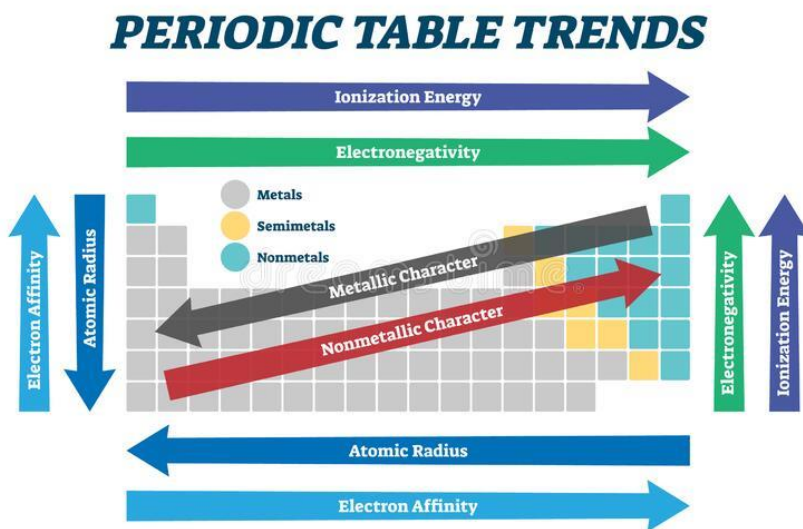 PERIODIC TABLE TRENDS
Ionization Energy
Electronegativity
Metals
Semimetals
Nonmetals
Electron Affinity
Atomic Radius
Metallic Character
Nonmetallic Character
Electronegativity
Ionization Energy
Atomic Radius
Electron Affinity